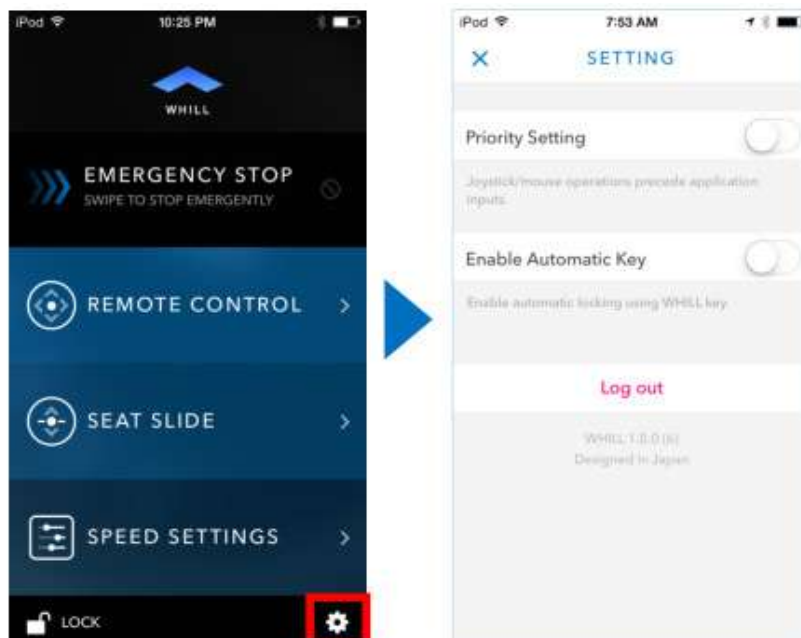 iPod 10:25 PM
WHILL
EMERGENCY STOP
SWIPE TO STOP EMERGENTLY
REMOTE CONTROL
SEAT SLIDE
SPEED SETTINGS
LOCK
iPod 7:53 AM
SETTING
Priority Setting
Joystick/mouse operations precede application
inputs.
Enable Automatic Key
Enable automatic locking using WHILL key
Log out
WHILL 1.0.0 (6)
Designed in Japan